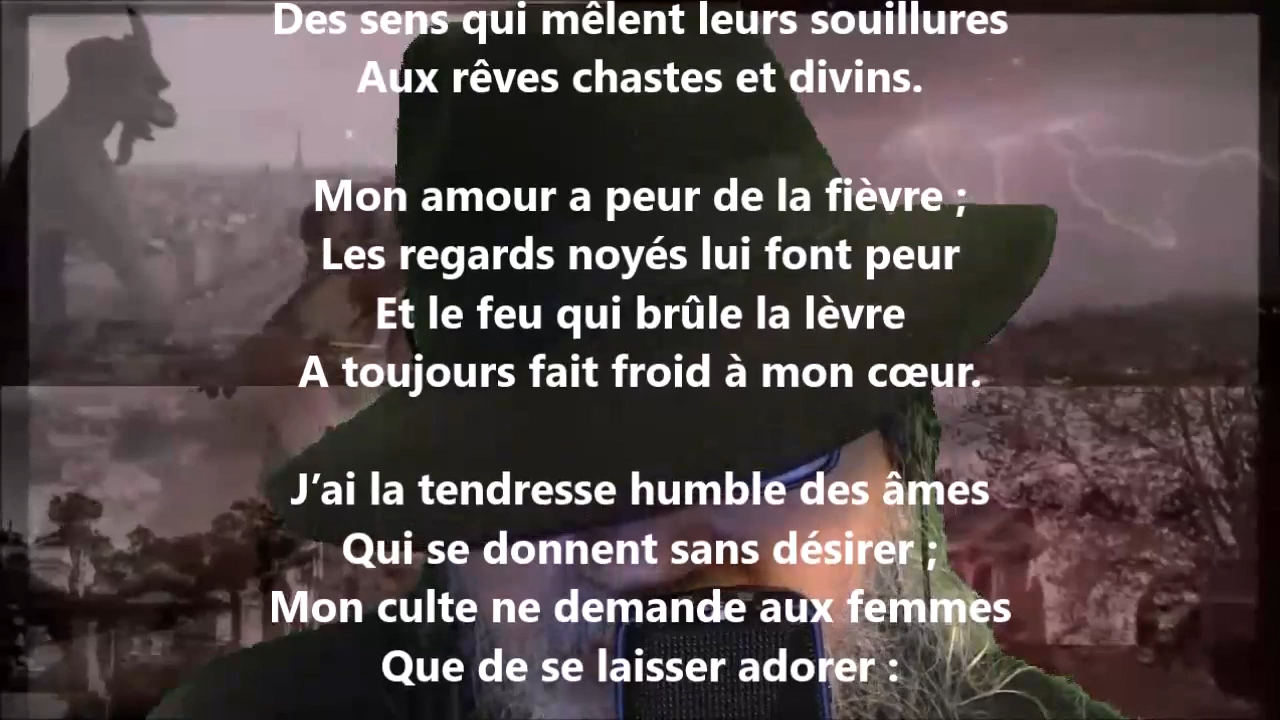 Des sens qui mêlent leurs souillures
Aux rêves chastes et divins.
Mon amour a peur de la fièvre ;
Les regards noyés lui font peur
Et le feu qui brûle la lèvre
A toujours fait froid à mon cœur.
J’ai la tendresse humble des âmes
Qui se donnent sans désirer ;
Mon culte ne demande aux femmes
Que de se laisser adorer :